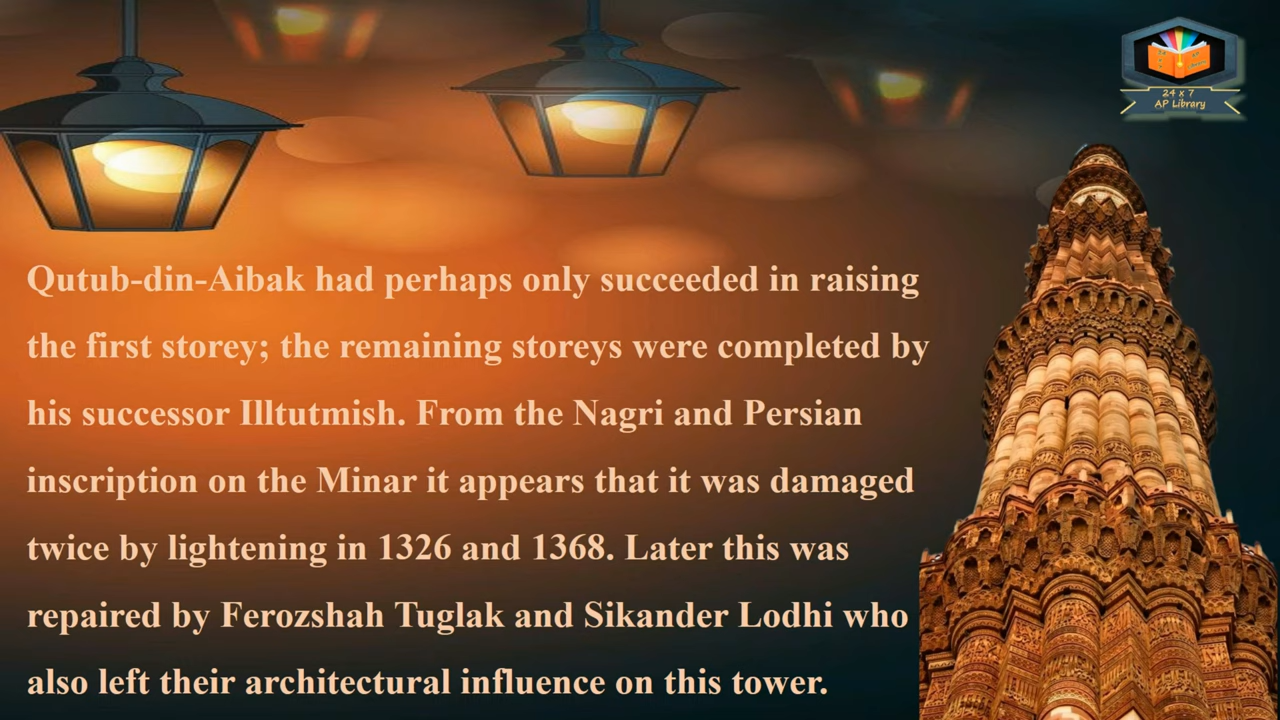 24 x 7
AP Library
Qutub-din-Aibak had perhaps only succeeded in raising
the first storey; the remaining storeys were completed by
his successor Illtutmish. From the Nagri and Persian
inscription on the Minar it appears that it was damaged
twice by lightening in 1326 and 1368. Later this was
repaired by Ferozshah Tuglak and Sikander Lodhi who
also left their architectural influence on this tower.